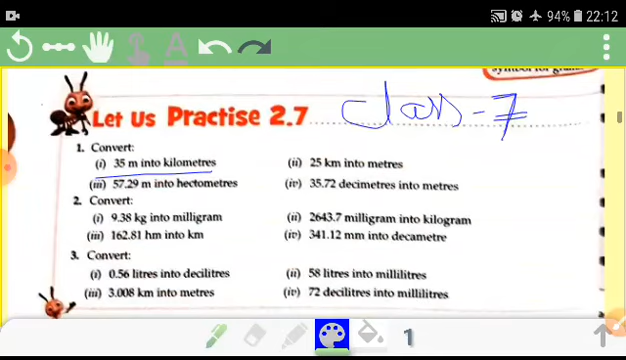 94% 22:12
A
symbol for
Let Us Practise 2.7 Class - 7
1. Convert:
(i) 35 m into kilometres (ii) 25 km into metres
(iii) 57.29 m into hectometres (iv) 35.72 decimetres into metres
2. Convert:
(i) 9.38 kg into milligram (ii) 2643.7 milligram into kilogram
(iii) 162.81 hm into km (iv) 341.12 mm into decametre
3. Convert:
(i) 0.56 litres into decilitres (ii) 58 litres into millilitres
(iii) 3.008 km into metres (iv) 72 decilitres into millilitres
1